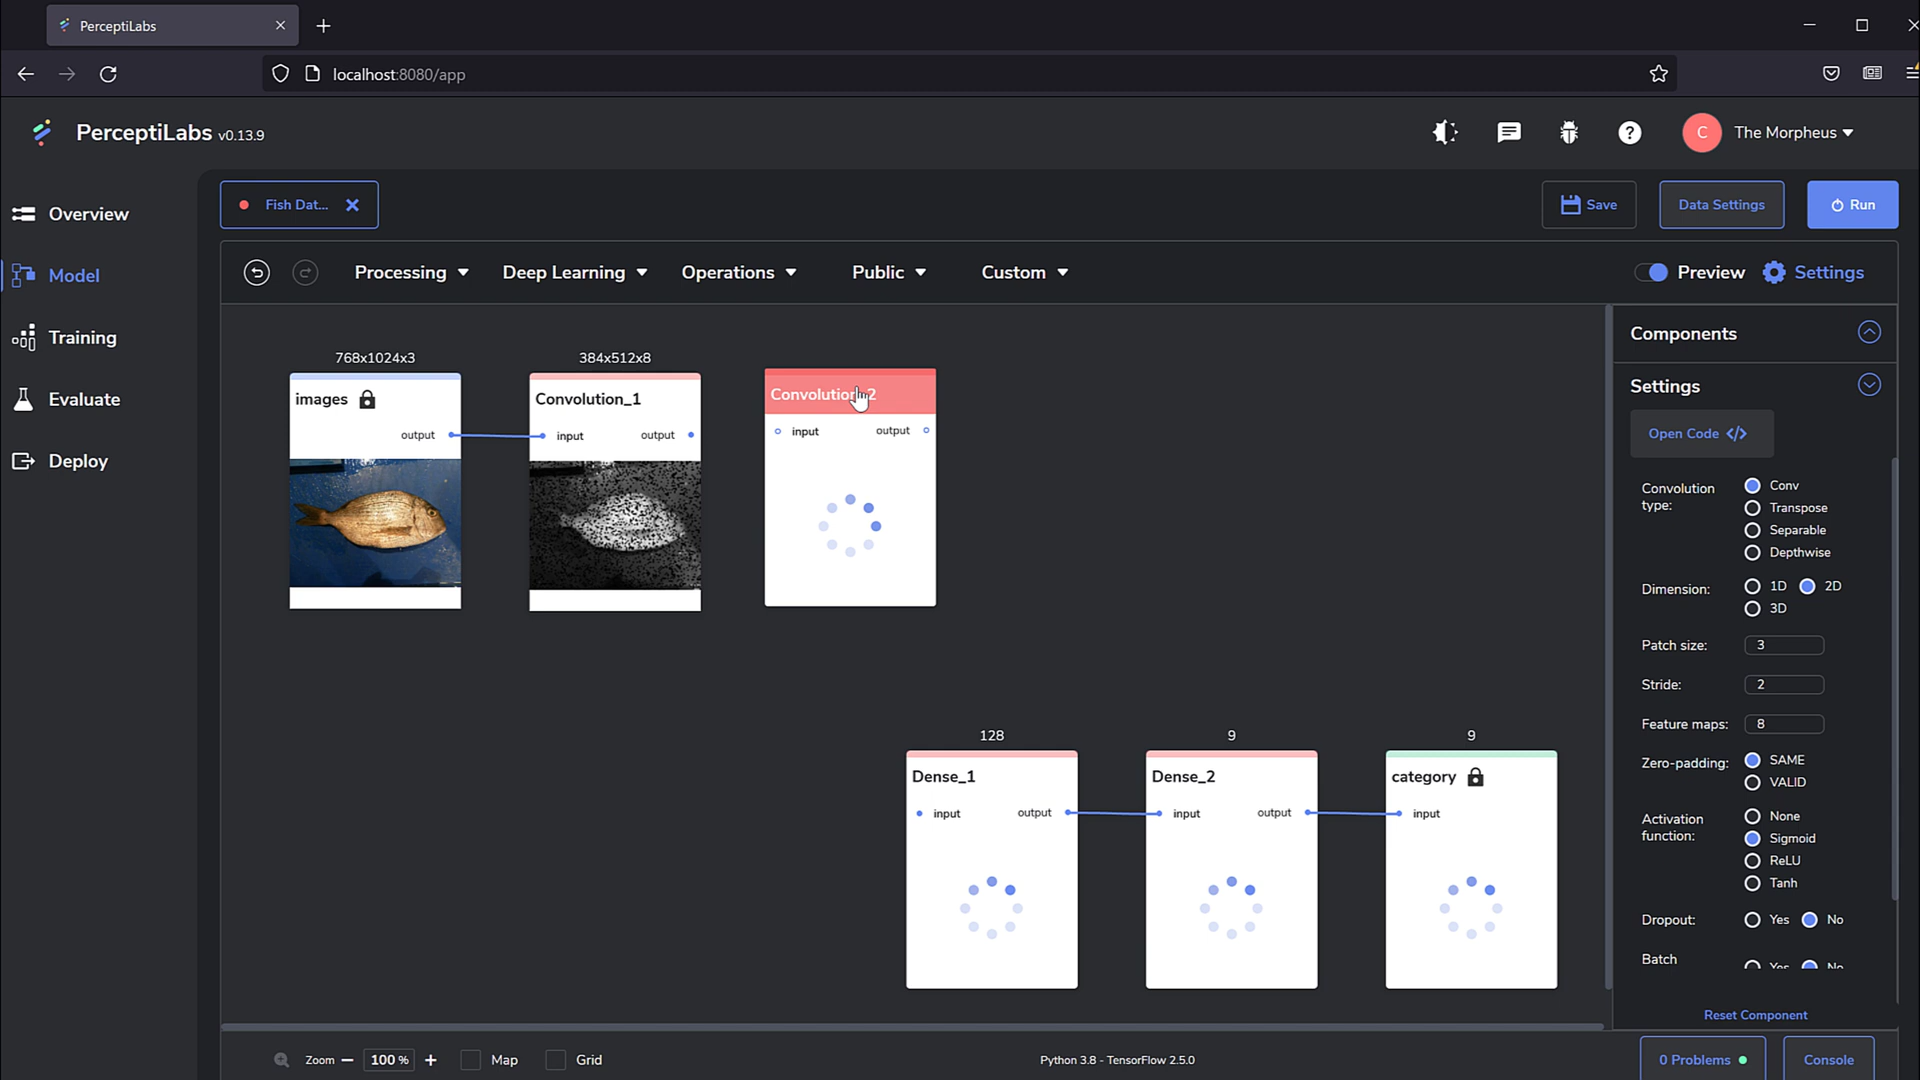 PerceptiLabs
localhost:8080/app
PerceptiLabs v0.13.9
C
The Morpheus
Overview
Model
Training
Evaluate
Deploy
Fish Dat...
Save
Data Settings
Run
Processing
Deep Learning
Operations
Public
Custom
Preview
Settings
768x1024x3
images
output
384x512x8
Convolution_1
input output
input output
128
Dense_1
input output
9
Dense_2
input output
9
category
input
Components
Settings
Open Code </>
Convolution type:
Conv
Transpose
Separable
Depthwise
Dimension:
1D 2D
3D
Patch size: 3
Stride: 2
Feature maps: 8
Zero-padding:
SAME
VALID
Activation function:
None
Sigmoid
ReLU
Tanh
Dropout: Yes No
Batch Yes No
Reset Component
Zoom 100 %
Map
Grid
Python 3.8 - TensorFlow 2.5.0
0 Problems
Console